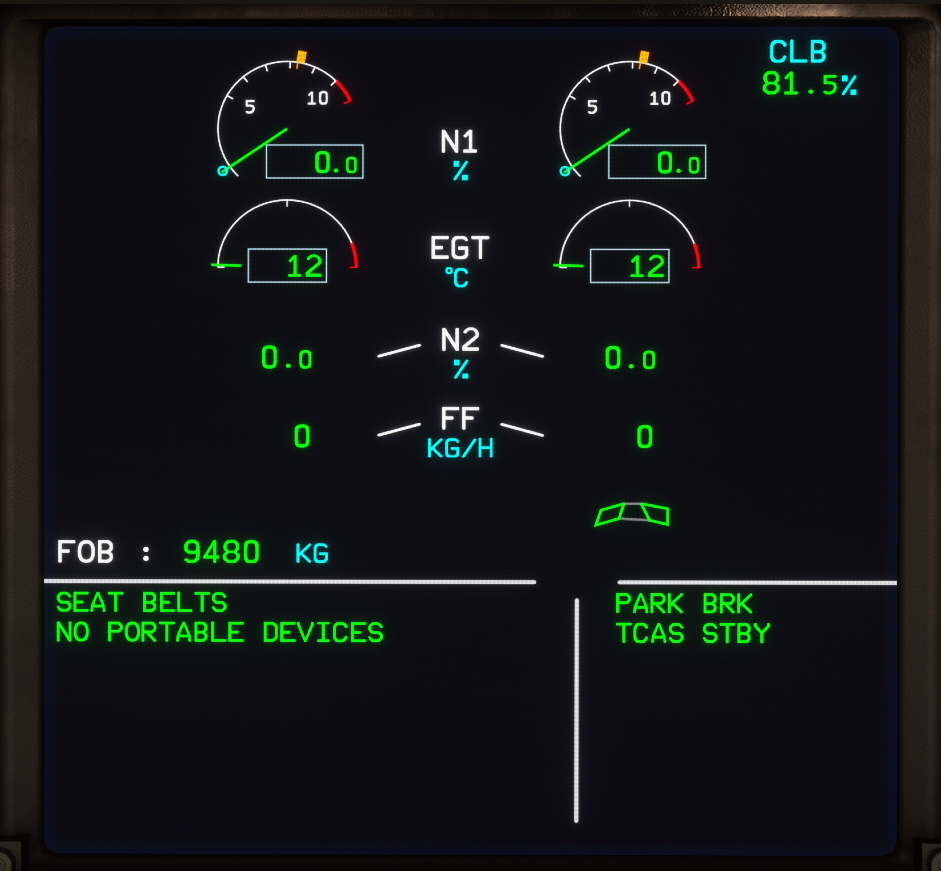 CLB
81.5%
5 10 5 10
N1
0.0 % 0.0
EGT
12 °C 12
N2
0.0 % 0.0
FF
0 KG/H 0
FOB : 9480 KG
SEAT BELTS PARK BRK
NO PORTABLE DEVICES TCAS STBY